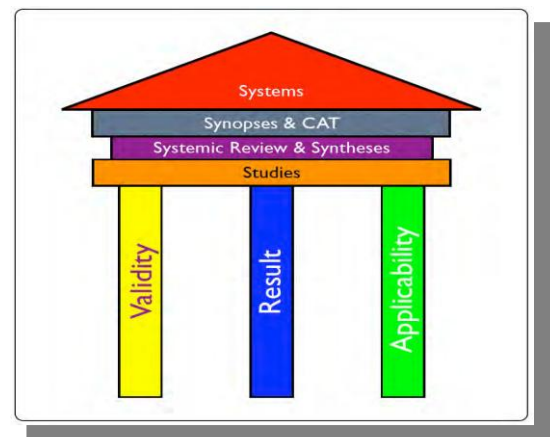 Systems
Synopses & CAT
Systemic Review & Syntheses
Studies
Validity
Result
Applicability